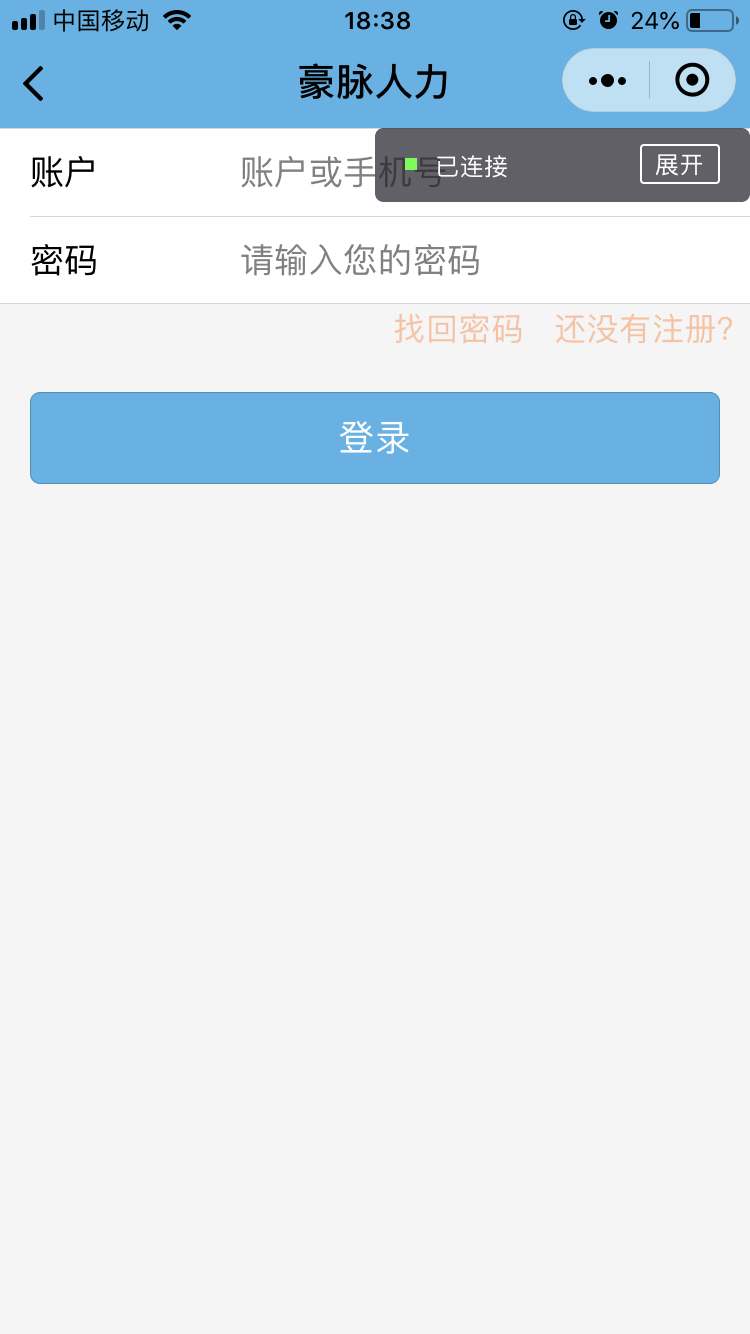 中国移动 18:38 24%
豪脉人力
账户 账户或手机号
已连接 展开
密码 请输入您的密码
找回密码 还没有注册?
登录